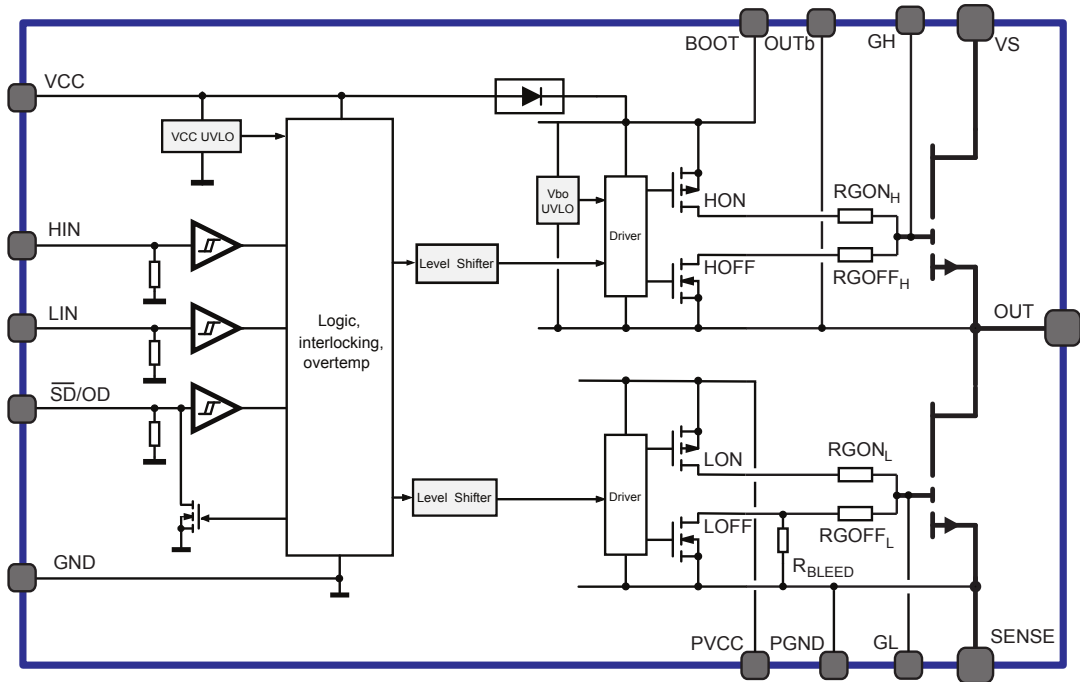 BOOT
OUTb
GH
VS
VCC
VCC UVLO
Vbo
UVLO
Driver
HON
HOFF
RGONH
RGOFFH
HIN
LIN
SD/OD
GND
Logic,
interlocking,
overtemp
Level Shifter
OUT
Level Shifter
Driver
LON
LOFF
RGONL
RGOFFL
RBLEED
PVCC
PGND
GL
SENSE